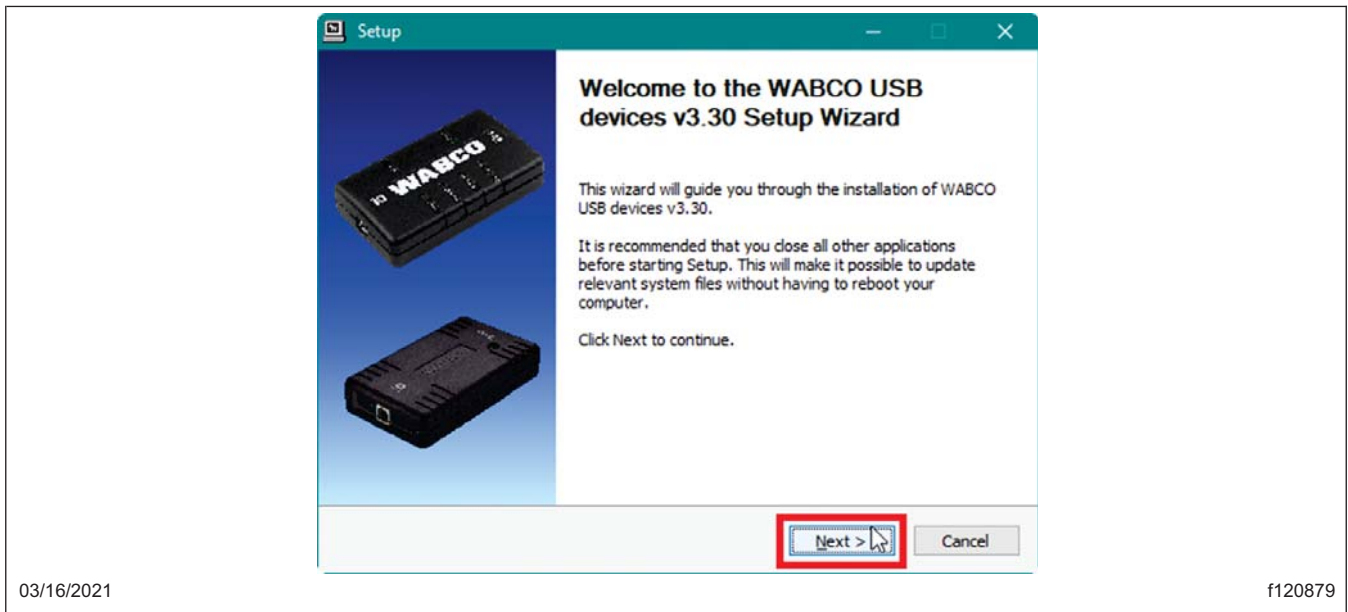 Setup
Welcome to the WABCO USB
devices v3.30 Setup Wizard
This wizard will guide you through the installation of WABCO
USB devices v3.30.
It is recommended that you close all other applications
before starting Setup. This will make it possible to update
relevant system files without having to reboot your
computer.
Click Next to continue.
WABCO
Next >
Cancel
03/16/2021
f120879